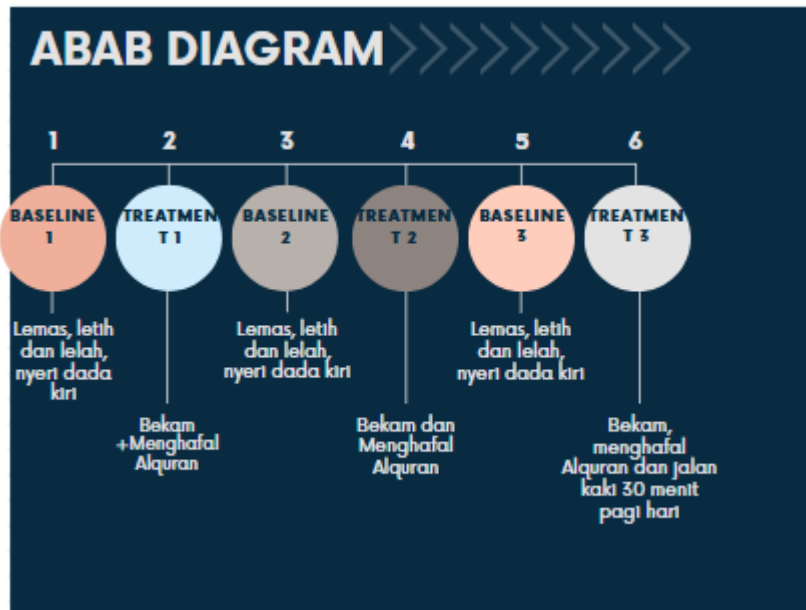 ABAB DIAGRAM
1
2
3
4
5
6
BASELINE
1
TREATMEN
T 1
BASELINE
2
TREATMEN
T 2
BASELINE
3
TREATMEN
T 3
Lemas, letih
dan lelah,
nyeri dada
kiri
Bekam
+Menghafal
Alquran
Lemas, letih
dan lelah,
nyeri dada kiri
Bekam dan
Menghafal
Alquran
Lemas, letih
dan lelah,
nyeri dada kiri
Bekam,
menghafal
Alquran dan jalan
kaki 30 menit
pagi hari